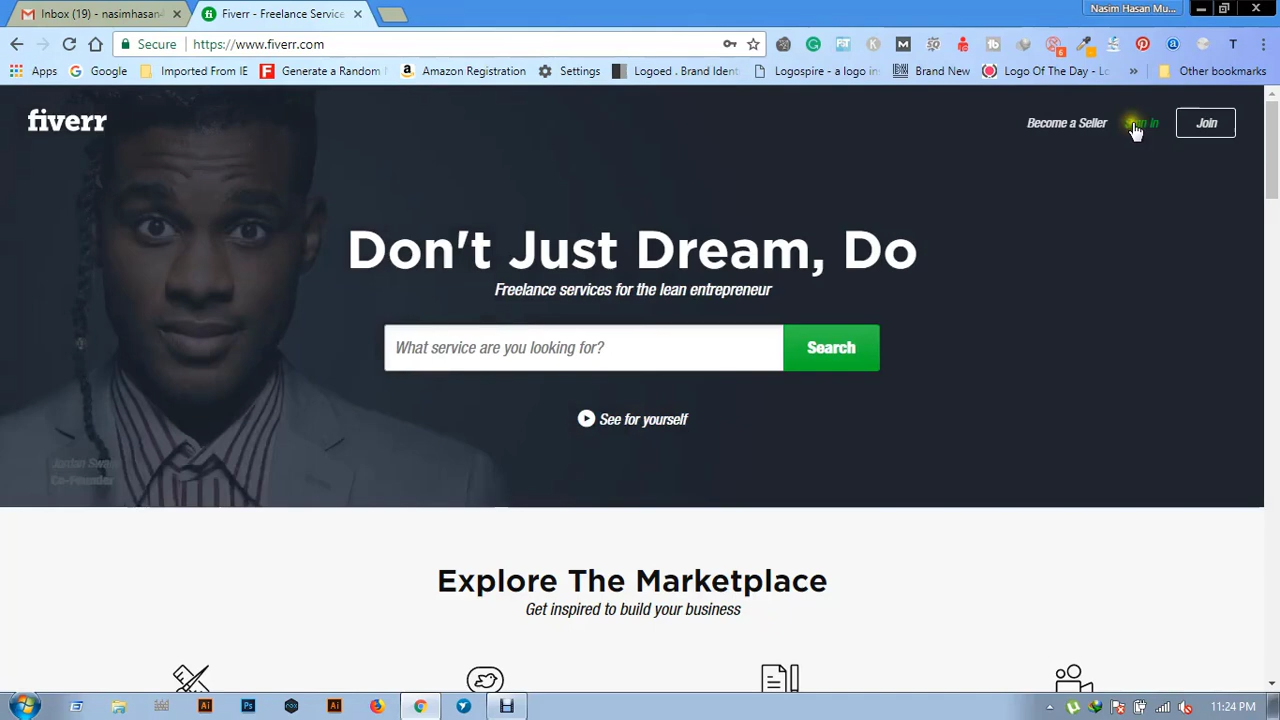 Inbox (19) - nasimhasan-
Fiverr - Freelance Service
Nasim Hasan Mu...
Secure
https://www.fiverr.com
Apps
Google
Imported From IE
Generate a Random
Amazon Registration
Settings
Logoed . Brand Ident
Logospire - a logo in
Brand New
Logo Of The Day - Lo
Other bookmarks
fiverr
Become a Seller
Sign In
Join
Don't Just Dream, Do
Freelance services for the lean entrepreneur
What service are you looking for?
Search
See for yourself
Co-Founder
Explore The Marketplace
Get inspired to build your business
11:24 PM